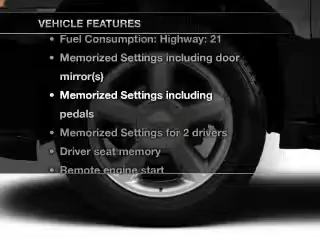 VEHICLE FEATURES
• Fuel Consumption: Highway: 21
• Memorized Settings including door
mirror(s)
• Memorized Settings including
pedals
• Memorized Settings for 2 drivers
• Driver seat memory
• Remote engine start